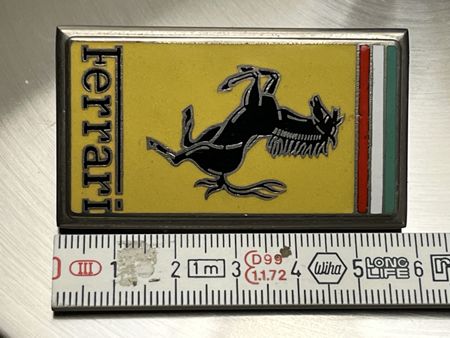 Ferrari
III 1 2 1m 3 D99 4 Wiha 5 LONG 6
1.1.72 LIFE